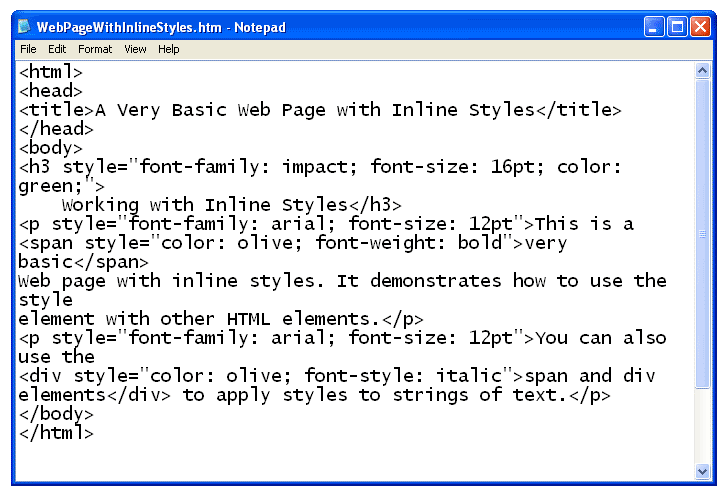 WebPageWithInlineStyles.htm - Notepad
File Edit Format View Help
<html>
<head>
<title>A Very Basic Web Page with Inline Styles</title>
</head>
<body>
<h3 style="font-family: impact; font-size: 16pt; color:
green;">
    Working with Inline Styles</h3>
<p style="font-family: arial; font-size: 12pt">This is a
<span style="color: olive; font-weight: bold">very
basic</span>
Web page with inline styles. It demonstrates how to use the
style
element with other HTML elements.</p>
<p style="font-family: arial; font-size: 12pt">You can also
use the
<div style="color: olive; font-style: italic">span and div
elements</div> to apply styles to strings of text.</p>
</body>
</html>